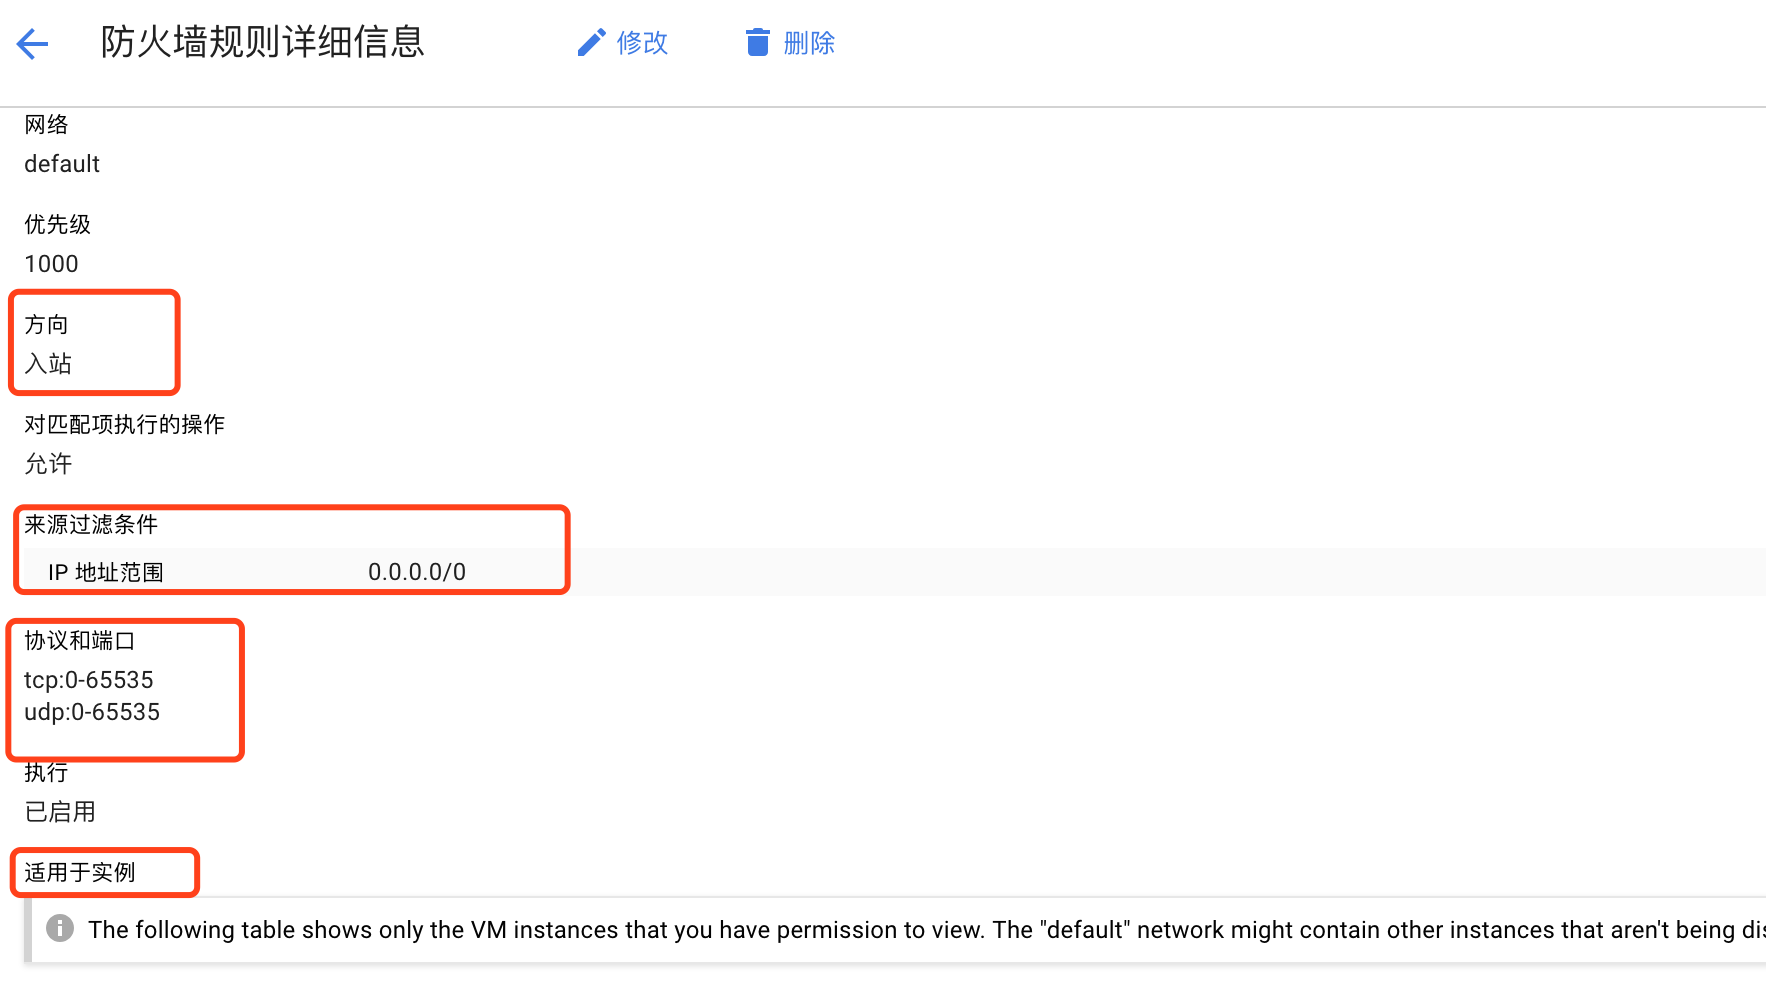 防火墙规则详细信息 修改 删除
网络
default
优先级
1000
方向
入站
对匹配项执行的操作
允许
来源过滤条件
IP 地址范围 0.0.0.0/0
协议和端口
tcp:0-65535
udp:0-65535
执行
已启用
适用于实例
The following table shows only the VM instances that you have permission to view. The "default" network might contain other instances that aren't being dis